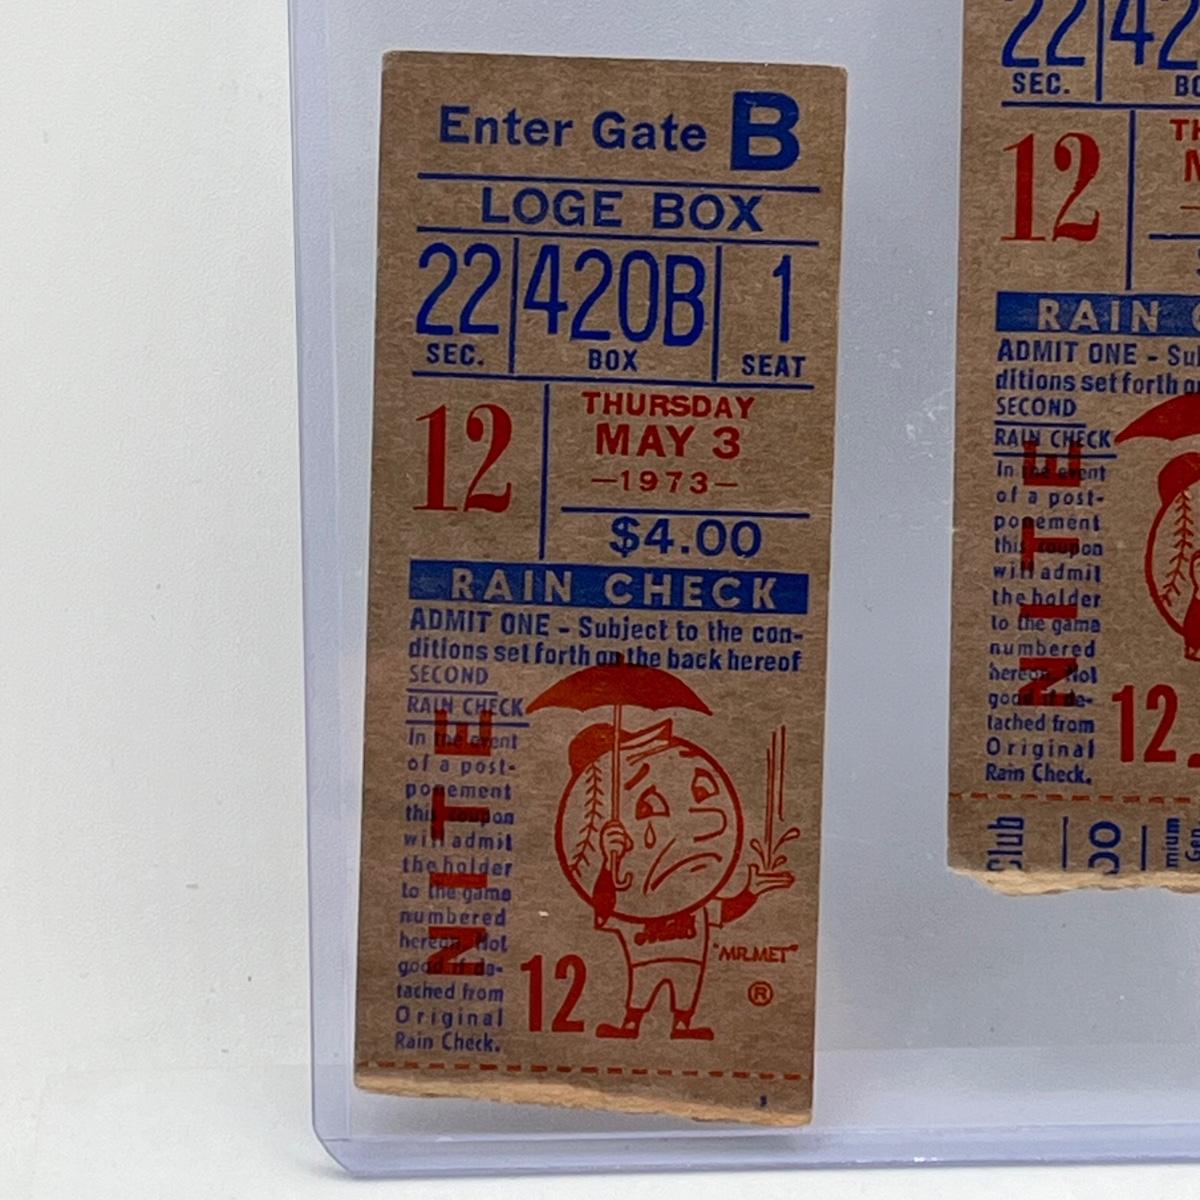 Enter Gate B
LOGE BOX
22 420B 1
SEC. BOX SEAT
12
THURSDAY
MAY 3
—1973—
$4.00
RAIN CHECK
ADMIT ONE - Subject to the con-
ditions set forth on the back hereof
SECOND
RAIN CHECK
In the event
of a post-
ponement
this coupon
will admit
the holder
to the game
numbered
hereon. Not
good if de-
tached from
Original
Rain Check.
NITE
12
Mets
"MR.MET"
®
22
SEC.
12
RAIN
ADMIT ONE - Sub
ditions set forth on
SECOND
RAIN CHECK
In the event
of a post-
ponement
this coupon
will admit
the holder
to the game
numbered
hereon. Not
good if de-
tached from
Original
Rain Check.
NITE
12
Club